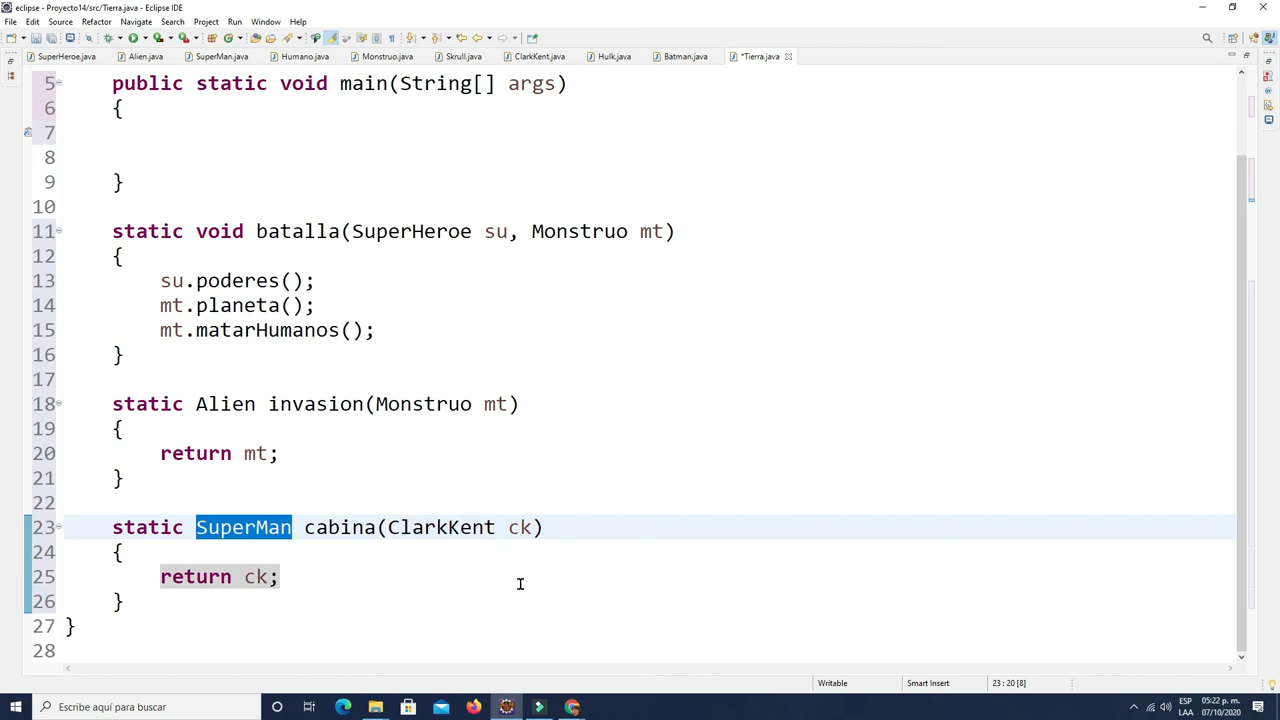 eclipse - Proyecto14/src/Tierra.java - Eclipse IDE
File Edit Source Refactor Navigate Search Project Run Window Help
SuperHeroe.java Alien.java SuperMan.java Humano.java Monstruo.java Skrull.java ClarkKent.java Hulk.java Batman.java *Tierra.java
5 public static void main(String[] args)
6 {
7
8
9 }
10
11 static void batalla(SuperHeroe su, Monstruo mt)
12 {
13 su.poderes();
14 mt.planeta();
15 mt.matarHumanos();
16 }
17
18 static Alien invasion(Monstruo mt)
19 {
20 return mt;
21 }
22
23 static SuperMan cabina(ClarkKent ck)
24 {
25 return ck;
26 }
27 }
28
Writable Smart Insert 23 : 20 [8]
Escribe aquí para buscar
ESP 05:22 p. m.
LAA 07/10/2020